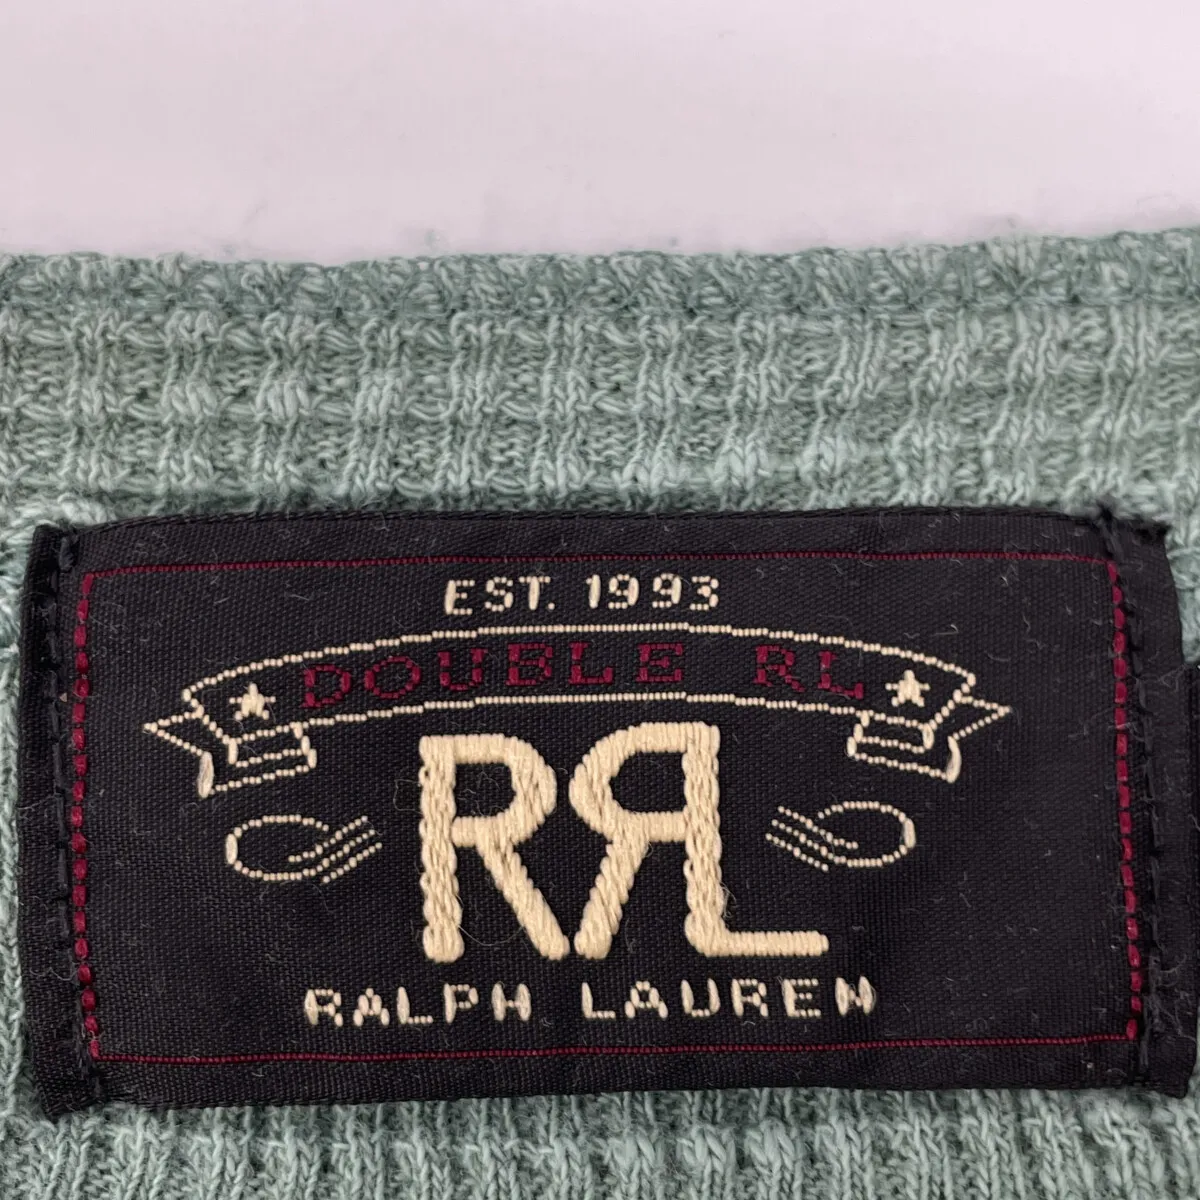 EST. 1993
DOUBLE RL
RRL
RALPH LAUREN